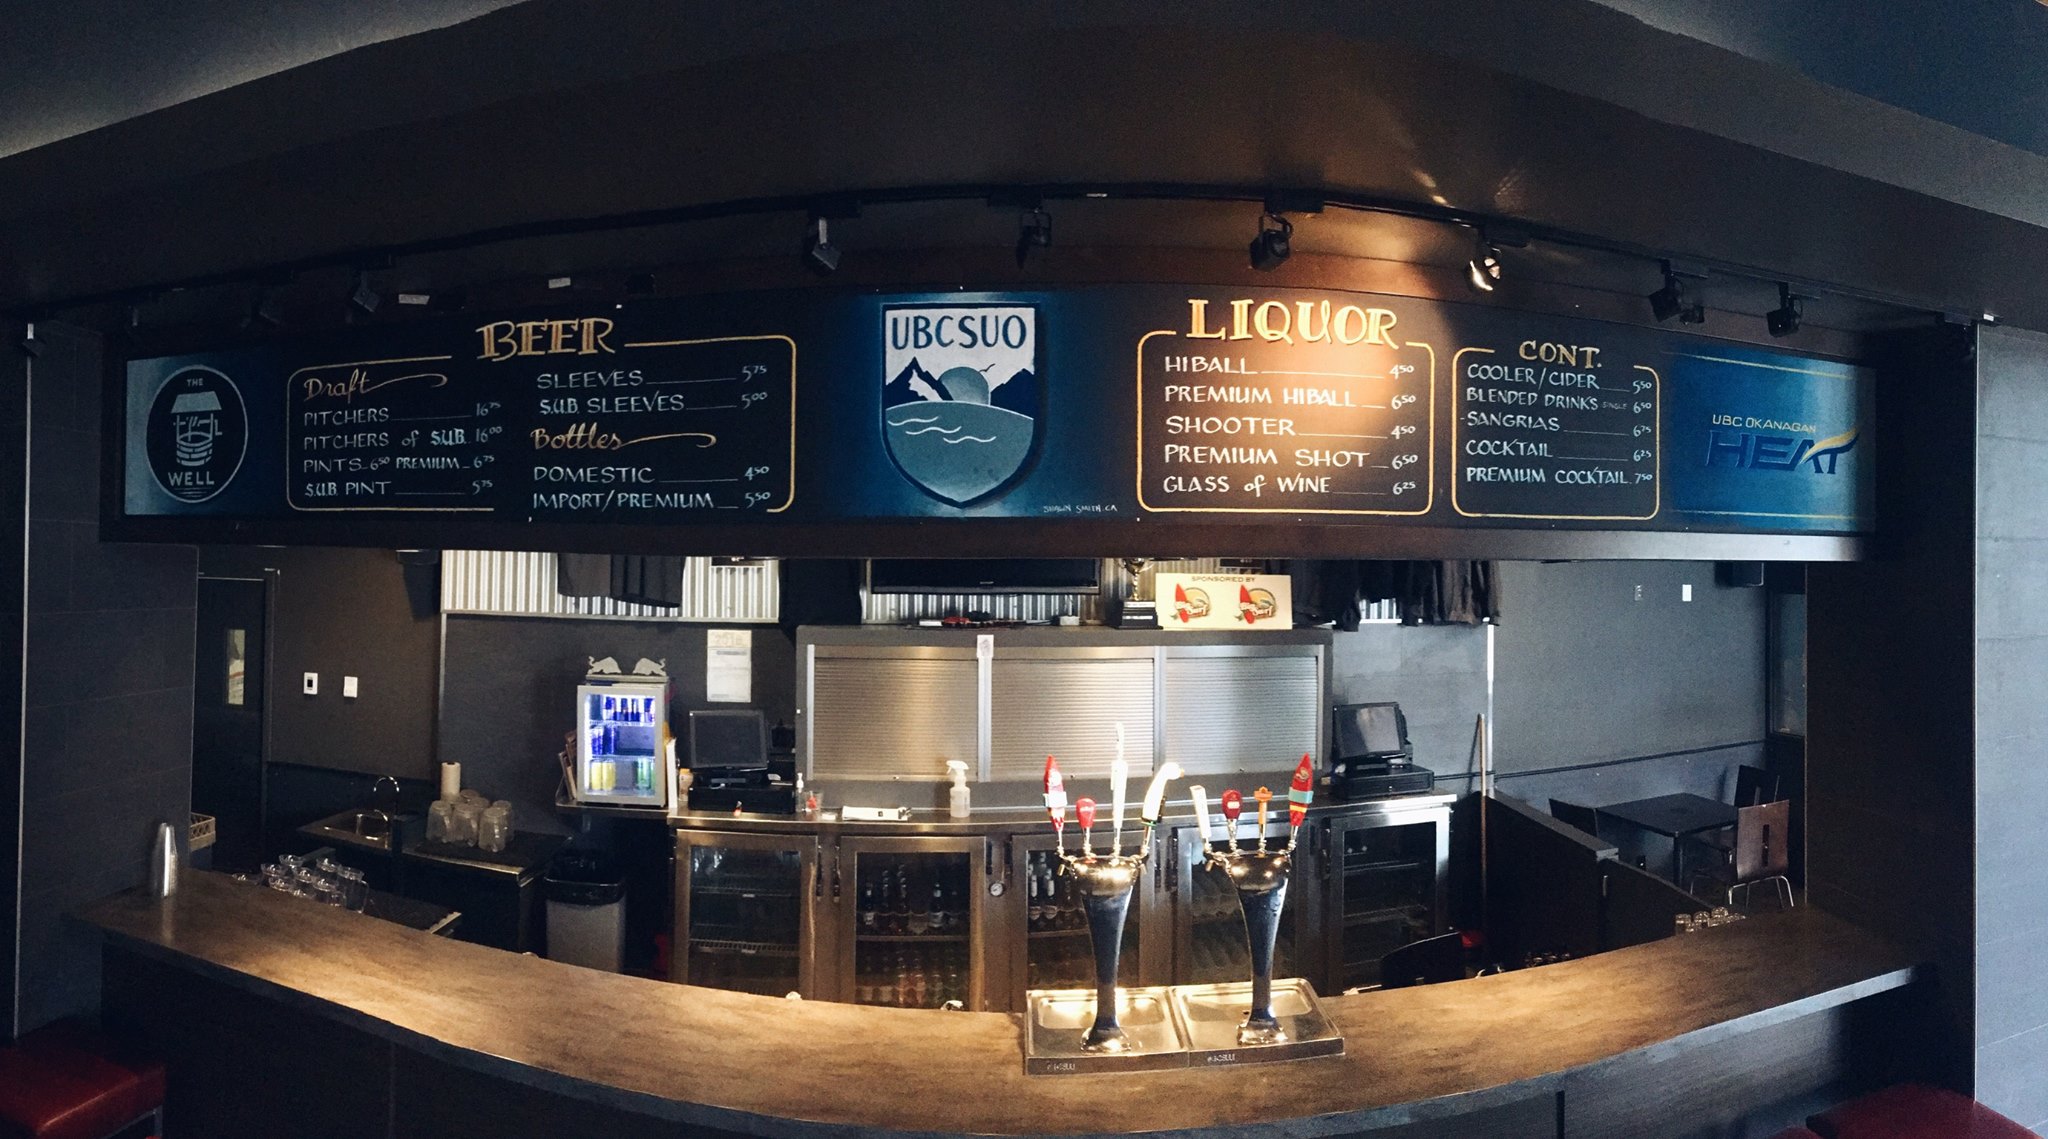 THE
WELL
BEER
Draft
PITCHERS 16 75
PITCHERS of S.U.B. 16 00
PINTS 6 50 PREMIUM 6 75
S.U.B. PINT 5 75
SLEEVES 5 75
S.U.B. SLEEVES 5 00
Bottles
DOMESTIC 4 50
IMPORT/PREMIUM 5 50
UBCSUO
SHAWN SMITH.CA
LIQUOR
HIBALL 4 50
PREMIUM HIBALL 6 50
SHOOTER 4 50
PREMIUM SHOT 6 50
GLASS of WINE 6 25
CONT.
COOLER/CIDER 5 50
BLENDED DRINKS SINGLE 6 50
-SANGRIAS 6 75
COCKTAIL 6 25
PREMIUM COCKTAIL 7 50
UBC OKANAGAN
HEAT
SPONSORED BY